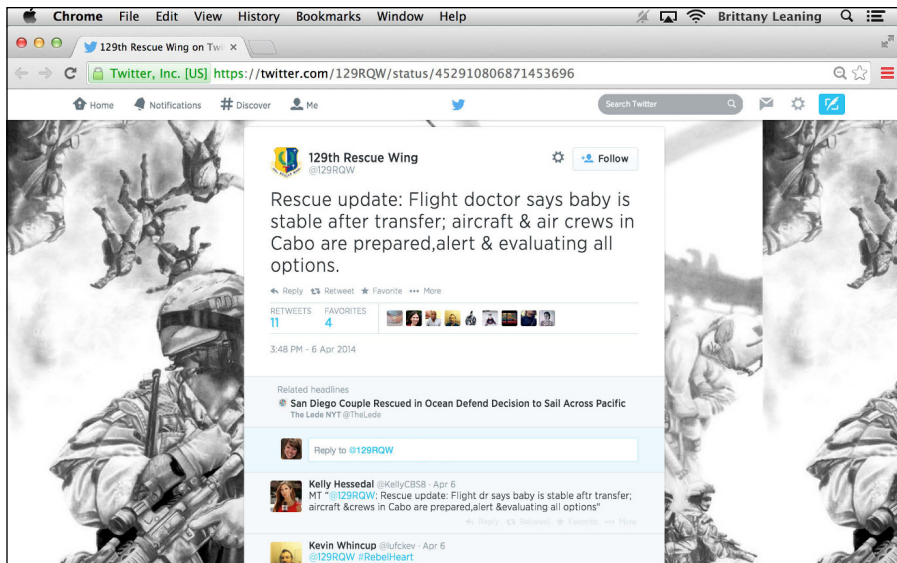 Chrome File Edit View History Bookmarks Window Help Brittany Leaning
129th Rescue Wing on Twi
Twitter, Inc. [US] https://twitter.com/129RQW/status/452910806871453696
Home Notifications # Discover Me Search Twitter
129th Rescue Wing
@129RQW
Follow
Rescue update: Flight doctor says baby is
stable after transfer; aircraft & air crews in
Cabo are prepared,alert & evaluating all
options.
Reply Retweet Favorite More
RETWEETS FAVORITES
11 4
3:48 PM - 6 Apr 2014
Related headlines
San Diego Couple Rescued in Ocean Defend Decision to Sail Across Pacific
The Lede NYT @TheLede
Reply to @129RQW
Kelly Hessedal @KellyCBS8 · Apr 6
MT "@129RQW: Rescue update: Flight dr says baby is stable aftr transfer;
aircraft &crews in Cabo are prepared,alert &evaluating all options"
Reply Retweet Favorite More
Kevin Whincup @lufckev · Apr 6
@129RQW #RebelHeart